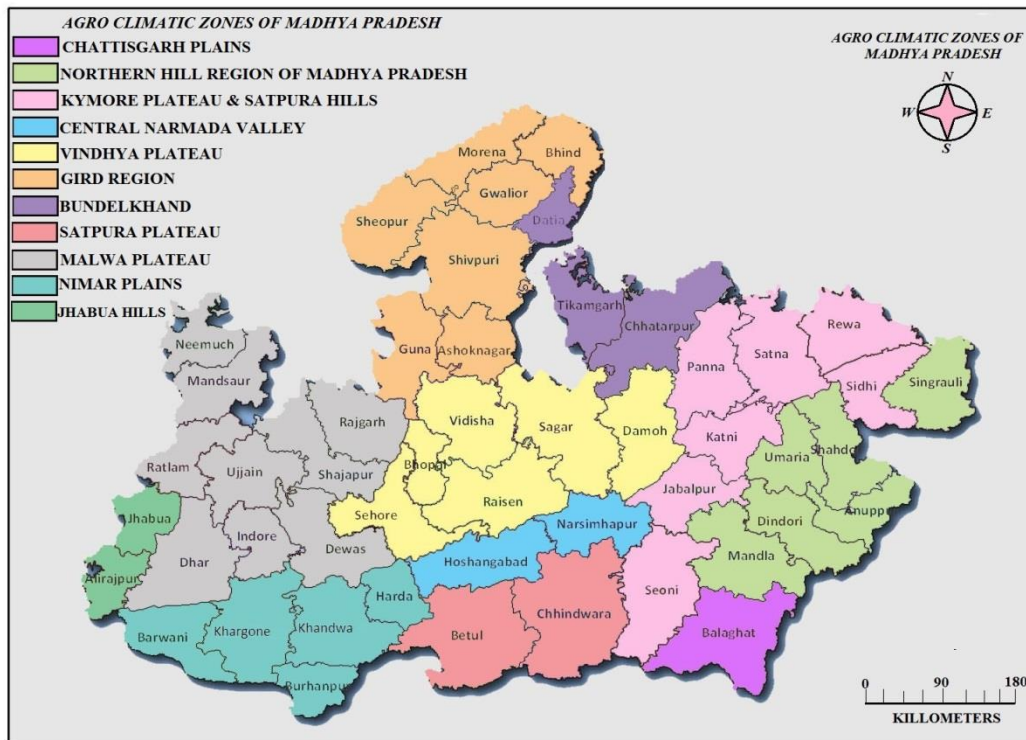 AGRO CLIMATIC ZONES OF MADHYA PRADESH
CHATTISGARH PLAINS
NORTHERN HILL REGION OF MADHYA PRADESH
KYMORE PLATEAU & SATPURA HILLS
CENTRAL NARMADA VALLEY
VINDHYA PLATEAU
GIRD REGION
BUNDELKHAND
SATPURA PLATEAU
MALWA PLATEAU
NIMAR PLAINS
JHABUA HILLS
AGRO CLIMATIC ZONES OF
MADHYA PRADESH
N
W E
S
Morena
Bhind
Gwalior
Sheopur
Datia
Shivpuri
Tikamgarh
Chhatarpur
Rewa
Neemuch
Guna
Ashoknagar
Panna
Satna
Mandsaur
Sidhi
Singrauli
Rajgarh
Vidisha
Sagar
Damoh
Katni
Umaria
Shahdo
Ratlam
Ujjain
Shajapur
Bhopal
Raisen
Jabalpur
Anupp
Jhabua
Sehore
Narsimhapur
Dindori
Indore
Dewas
Hoshangabad
Mandla
Dhar
Alirajpur
Harda
Seoni
Barwani
Khargone
Khandwa
Betul
Chhindwara
Balaghat
Burhanpur
0 90 180
KILLOMETERS